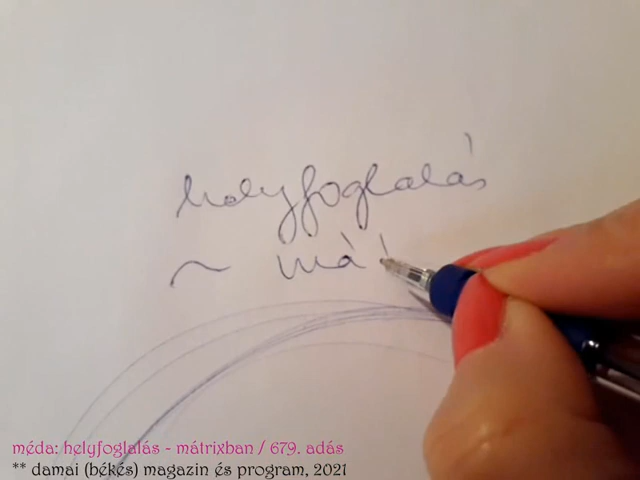 helyfoglalás
~ má
méda: helyfoglalás - mátrixban / 679. adás
** damai (békés) magazin és program, 2021